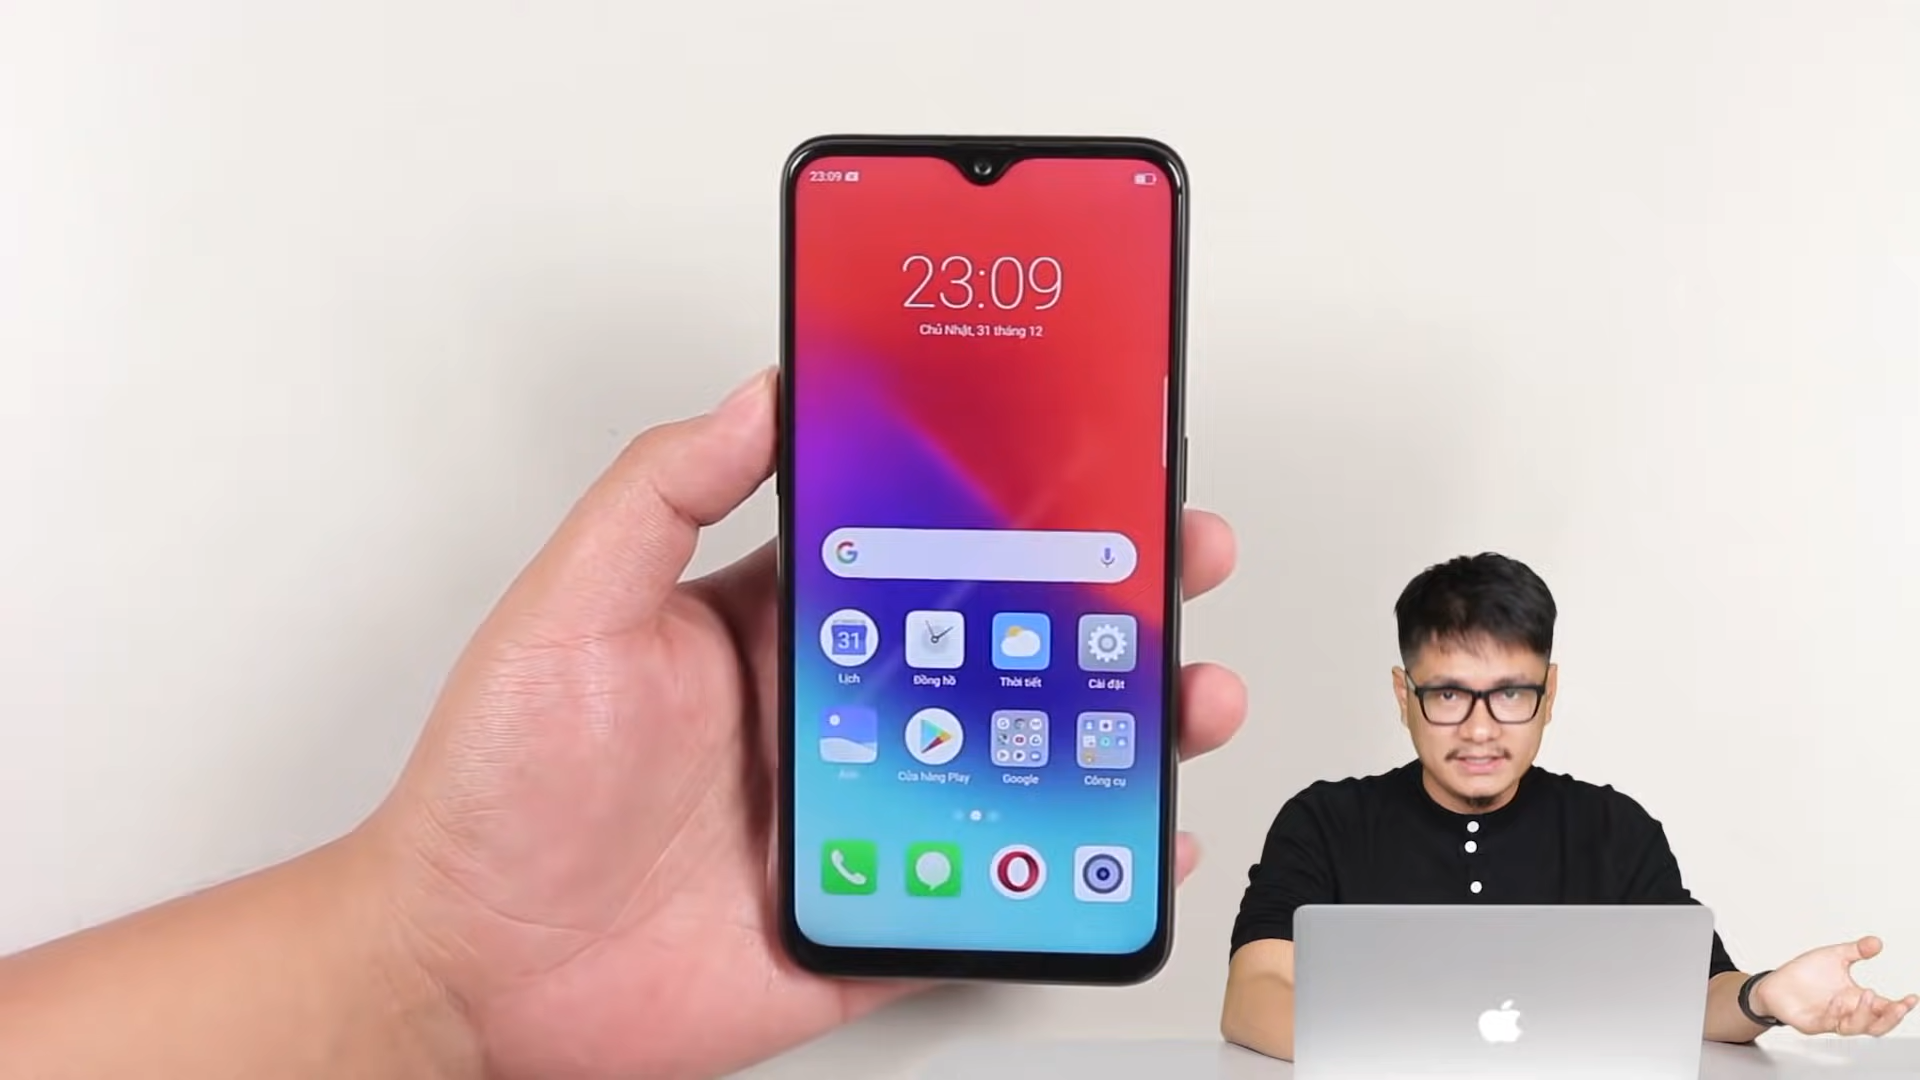 23:09
23:09
Chủ Nhật, 31 tháng 12
31
Lịch
Đồng hồ
Thời tiết
Cài đặt
Cửa hàng Play
Google
Công cụ